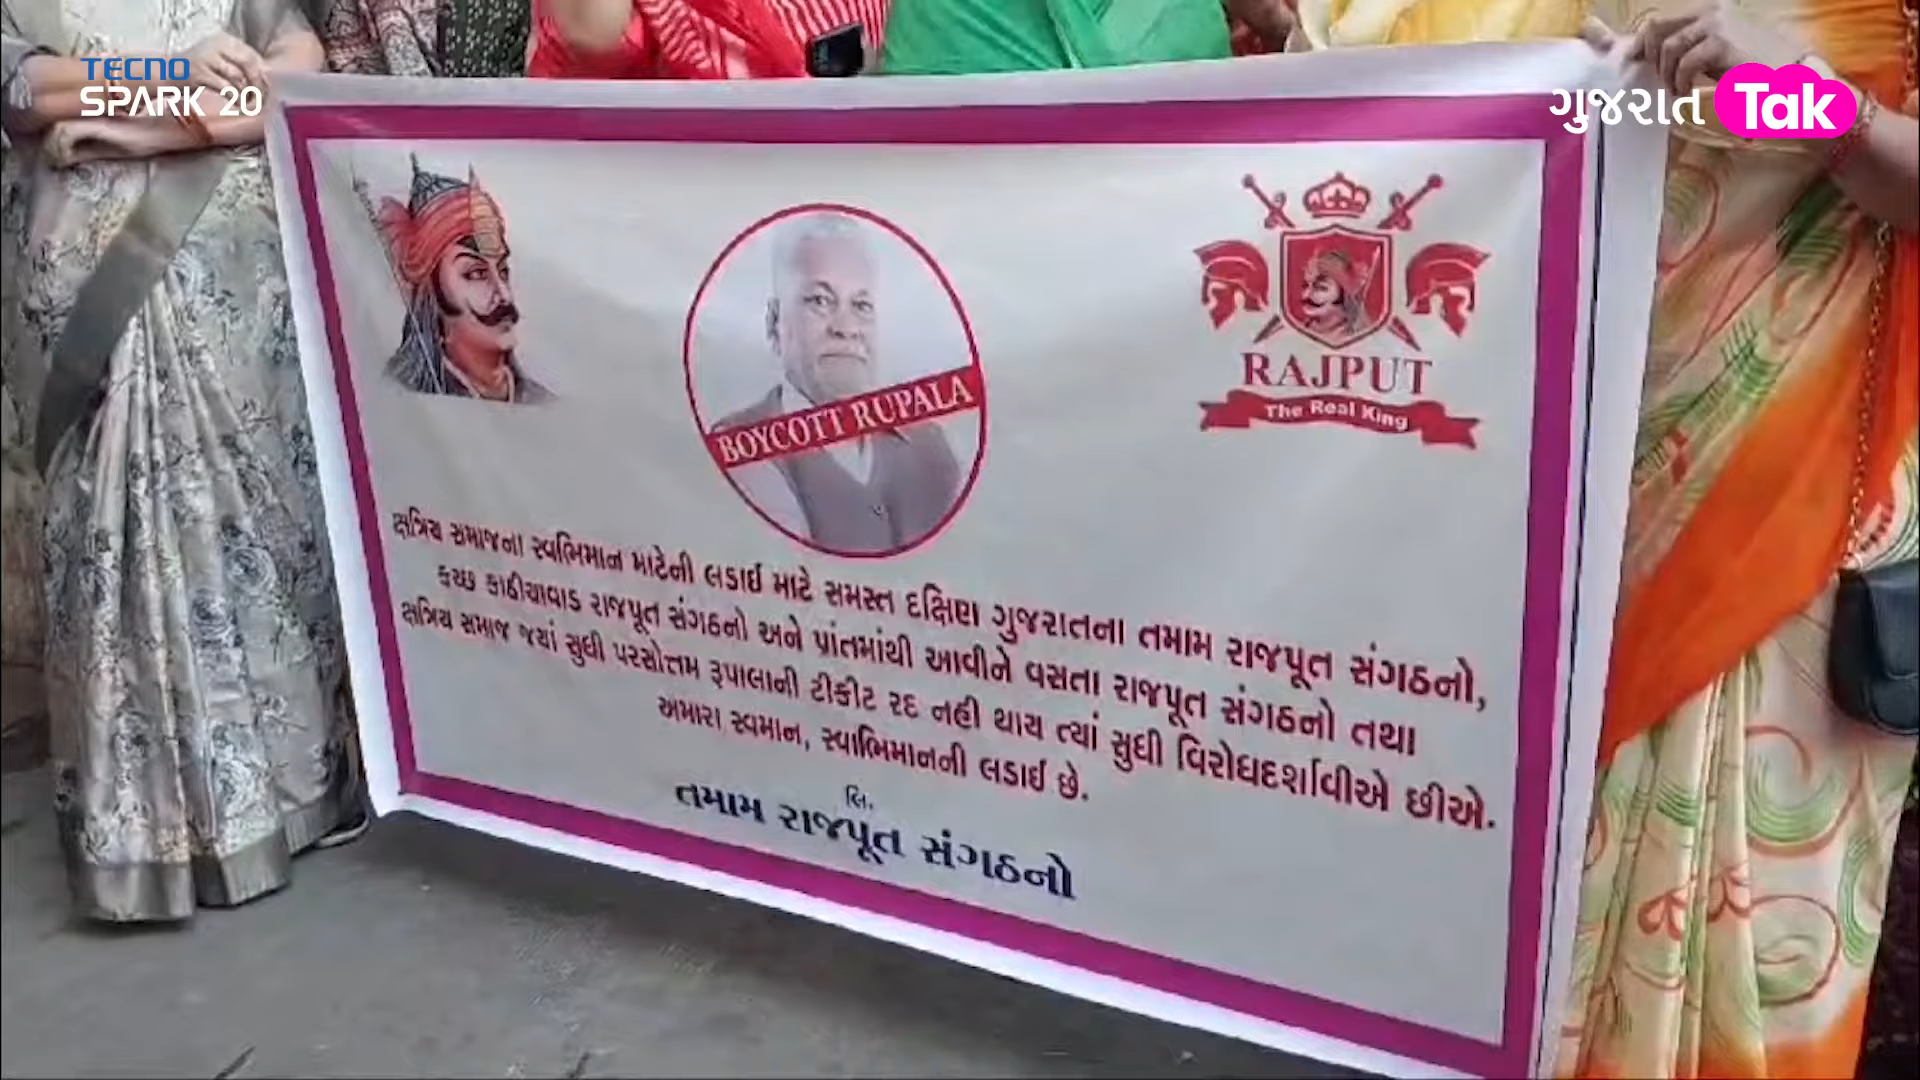 TECNO
SPARK 20
ગુજરાત Tak
BOYCOTT RUPALA
RAJPUT
The Real King
ક્ષત્રિય સમાજના સ્વભિમાન માટેની લડાઈ માટે સમસ્ત દક્ષિણ ગુજરાતના તમામ રાજપૂત સંગઠનો,
કચ્છ કાઠીયાવાડ રાજપૂત સંગઠનો અને પ્રાંતમાંથી આવીને વસતા રાજપૂત સંગઠનો તથા
ક્ષત્રિય સમાજ જયાં સુધી પરસોત્તમ રૂપાલાની ટીકીટ રદ નહી થાય ત્યાં સુધી વિરોધદર્શાવીએ છીએ.
અમારા સ્વમાન, સ્વાભિમાનની લડાઈ છે.
લિ.
તમામ રાજપૂત સંગઠનો